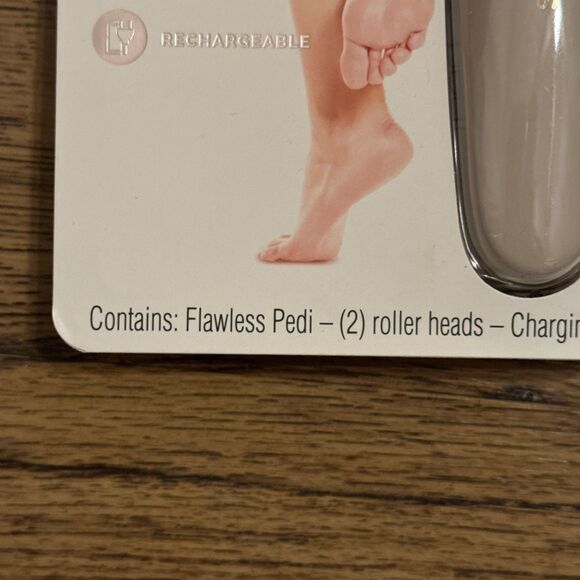 RECHARGEABLE
Contains: Flawless Pedi – (2) roller heads –